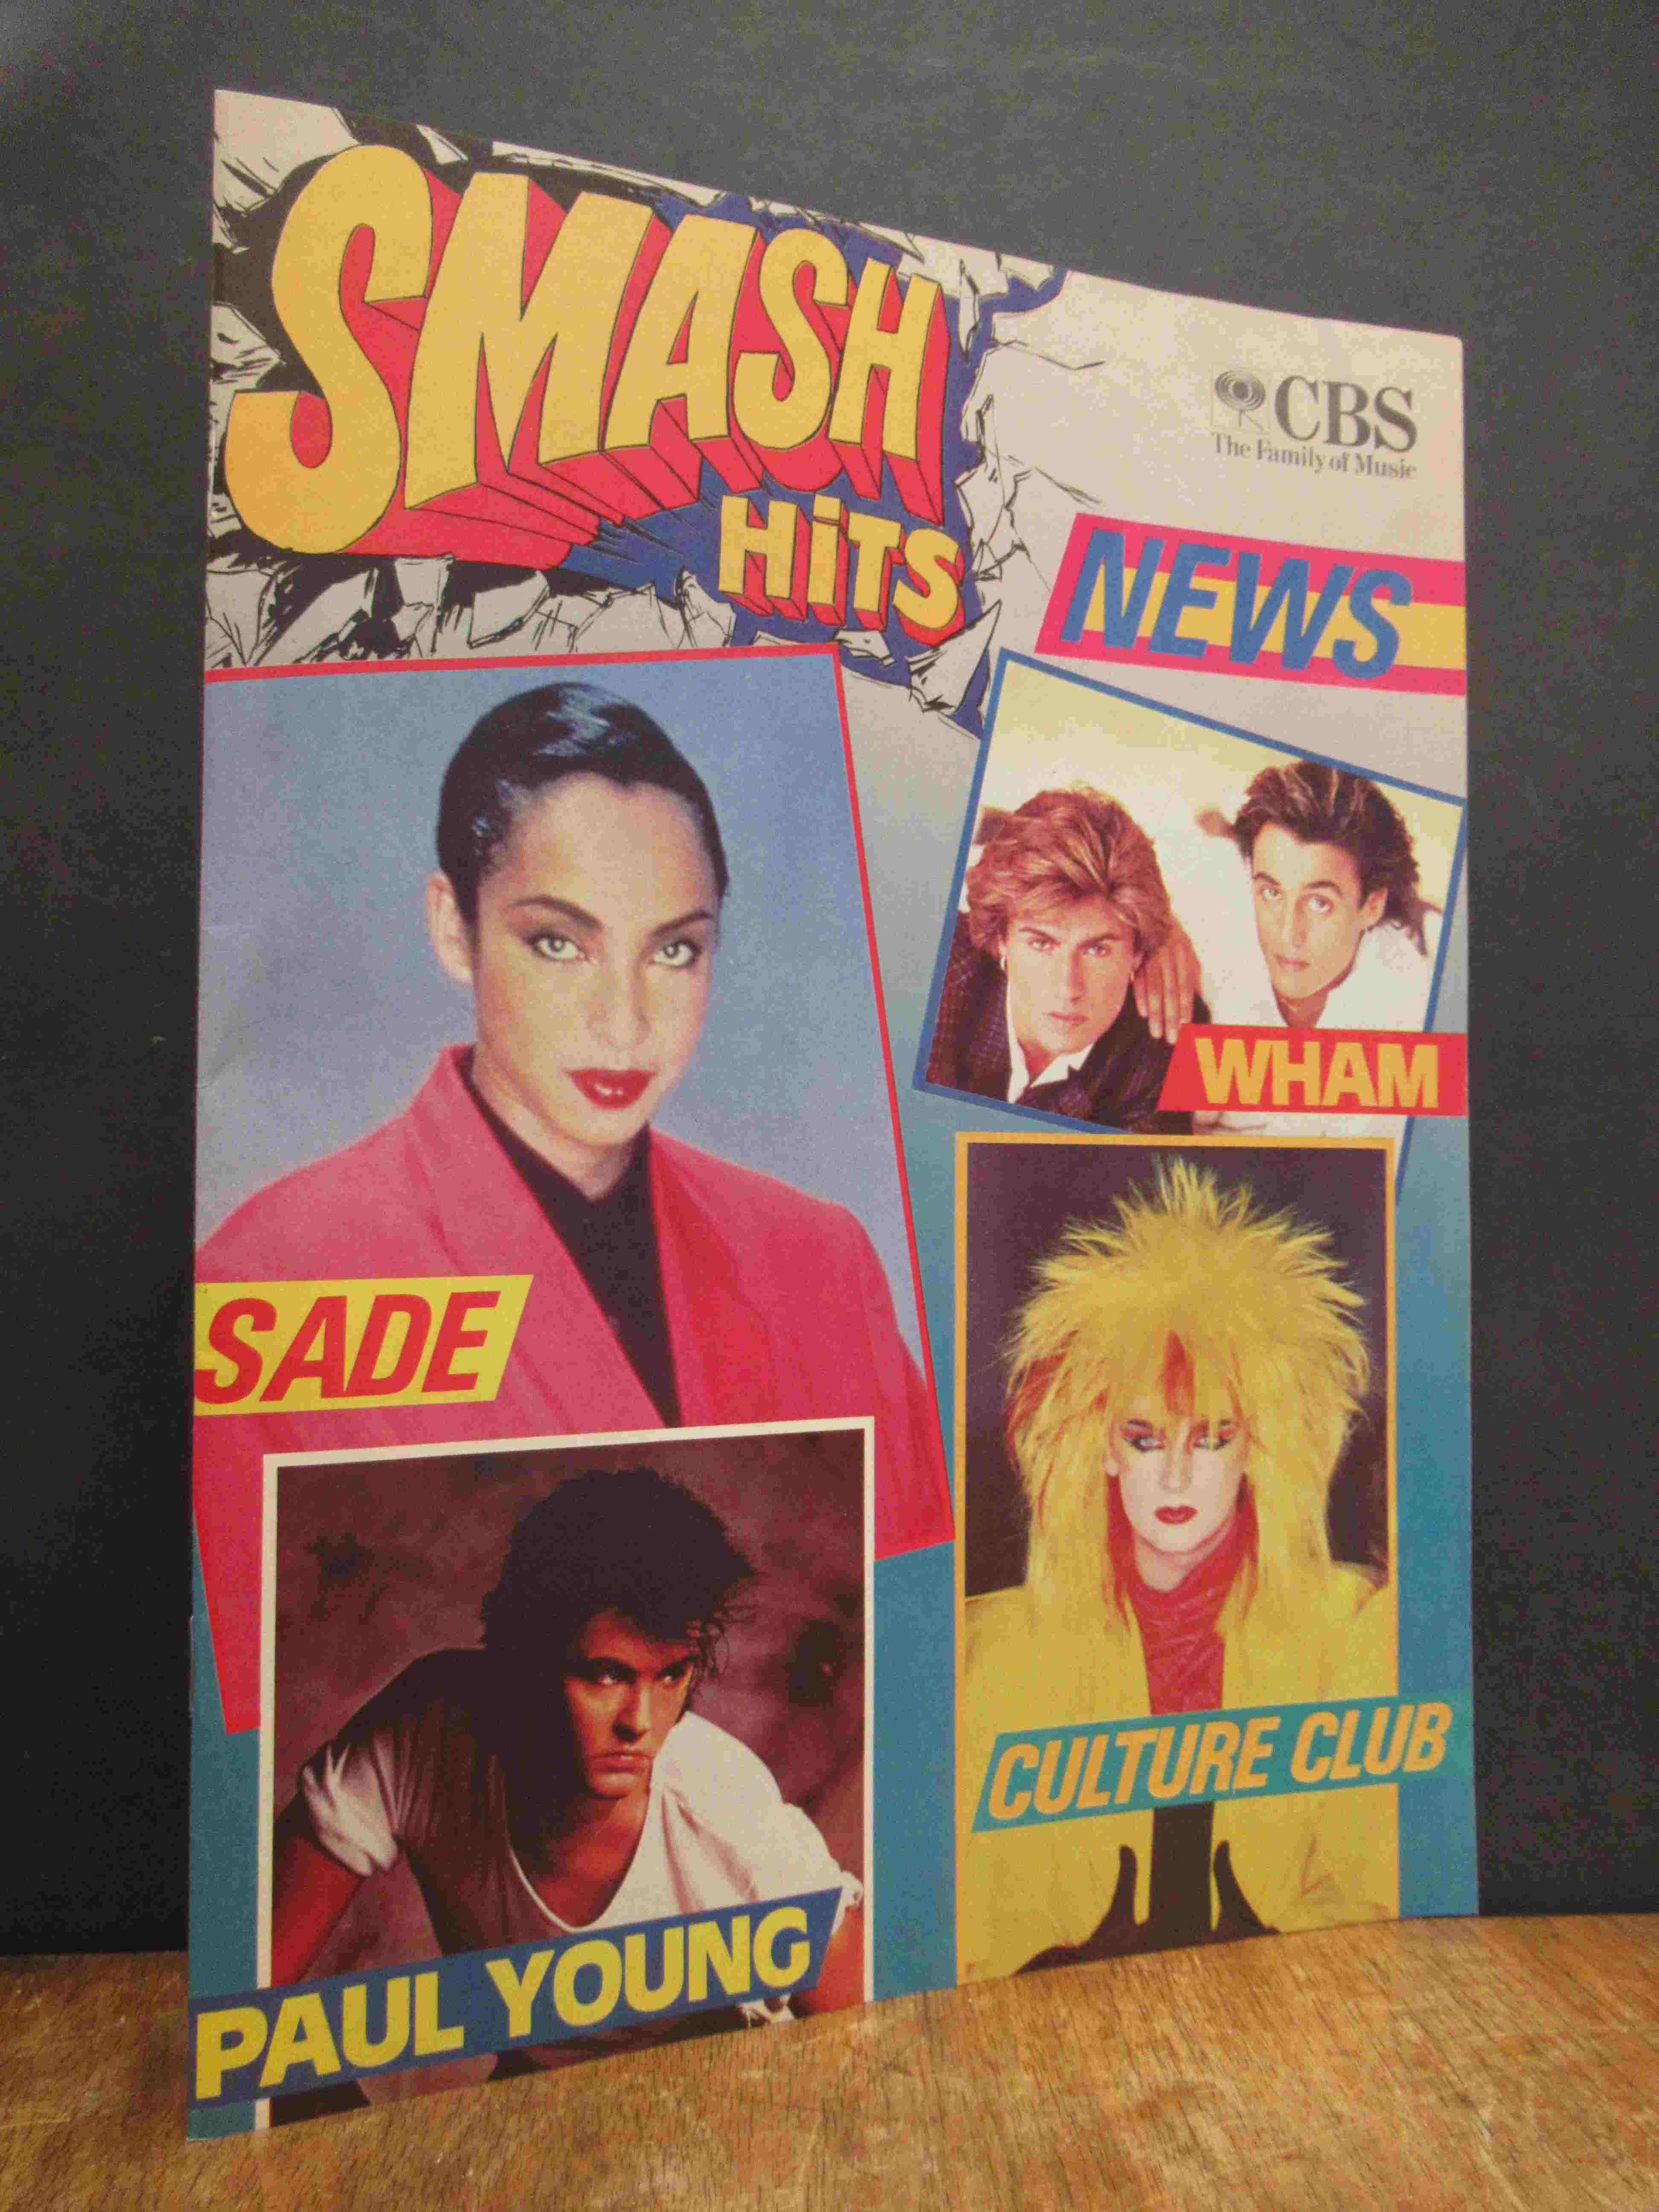 SMASH
HiTS
CBS
The Family of Music
NEWS
WHAM
SADE
CULTURE CLUB
PAUL YOUNG